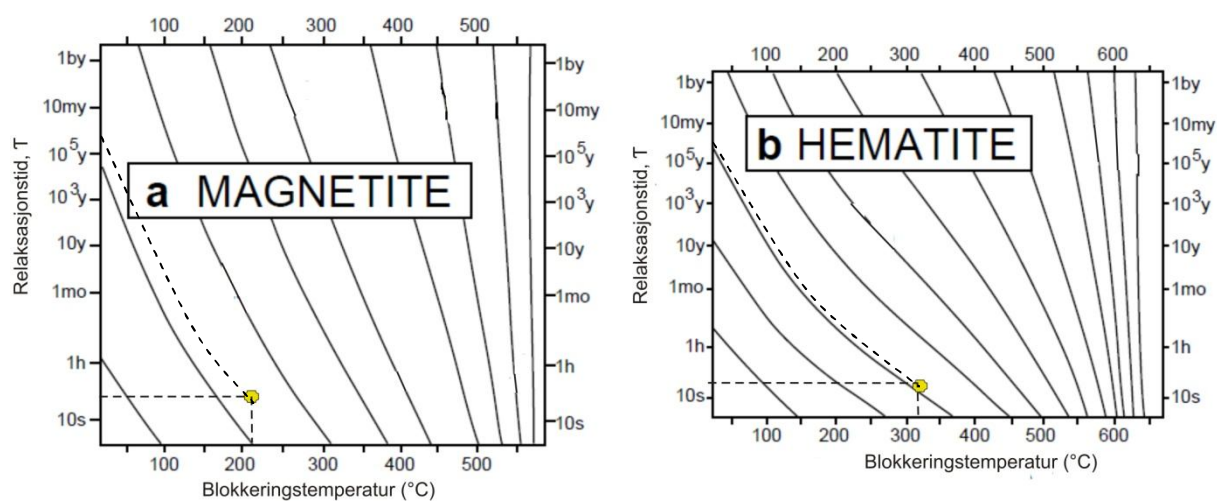 100 200 300 400 500
1by 1by
10my 10my
10⁵y 10⁵y
10³y 10³y
10y 10y
1mo 1mo
1h 1h
10s 10s
a MAGNETITE
Relaksasjonstid, T
100 200 300 400 500
Blokkeringstemperatur (°C)
100 200 300 400 500 600
1by 1by
10my 10my
10⁵y 10⁵y
10³y 10³y
10y 10y
1mo 1mo
1h 1h
10s 10s
b HEMATITE
Relaksasjonstid, T
100 200 300 400 500 600
Blokkeringstemperatur (°C)